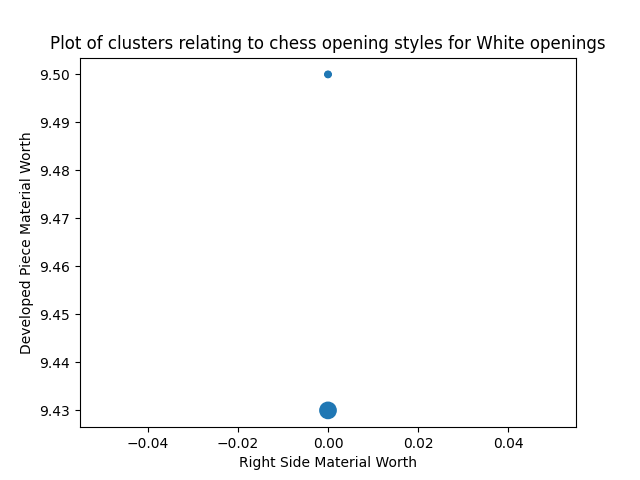 Plot of clusters relating to chess opening styles for White openings
9.50
9.49
9.48
9.47
9.46
9.45
9.44
9.43
Developed Piece Material Worth
−0.04 −0.02 0.00 0.02 0.04
Right Side Material Worth